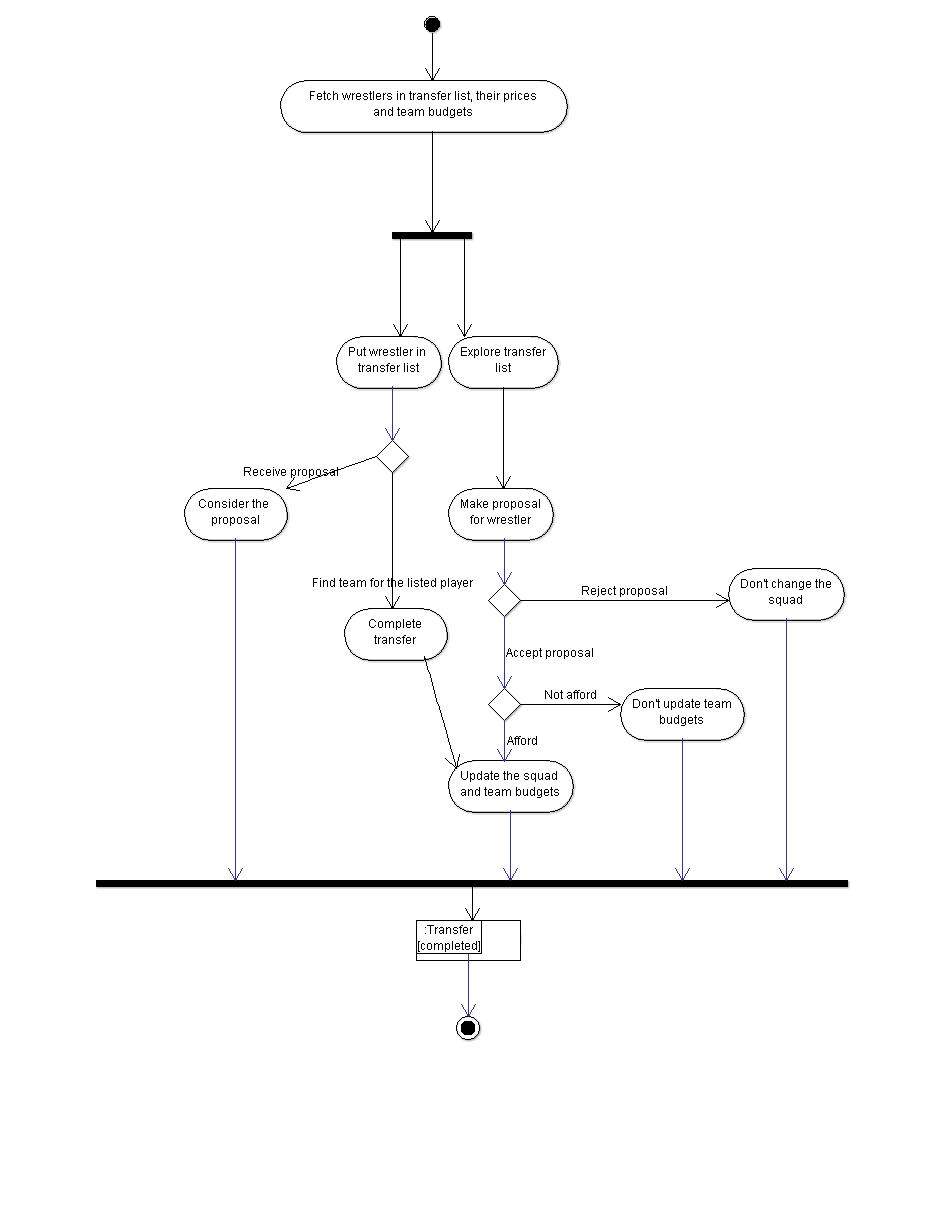 Fetch wrestlers in transfer list, their prices
and team budgets
Put wrestler in
transfer list
Explore transfer
list
Receive proposal
Consider the
proposal
Make proposal
for wrestler
Find team for the listed player
Reject proposal
Don't change the
squad
Complete
transfer
Accept proposal
Not afford
Don't update team
budgets
Afford
Update the squad
and team budgets
:Transfer
[completed]